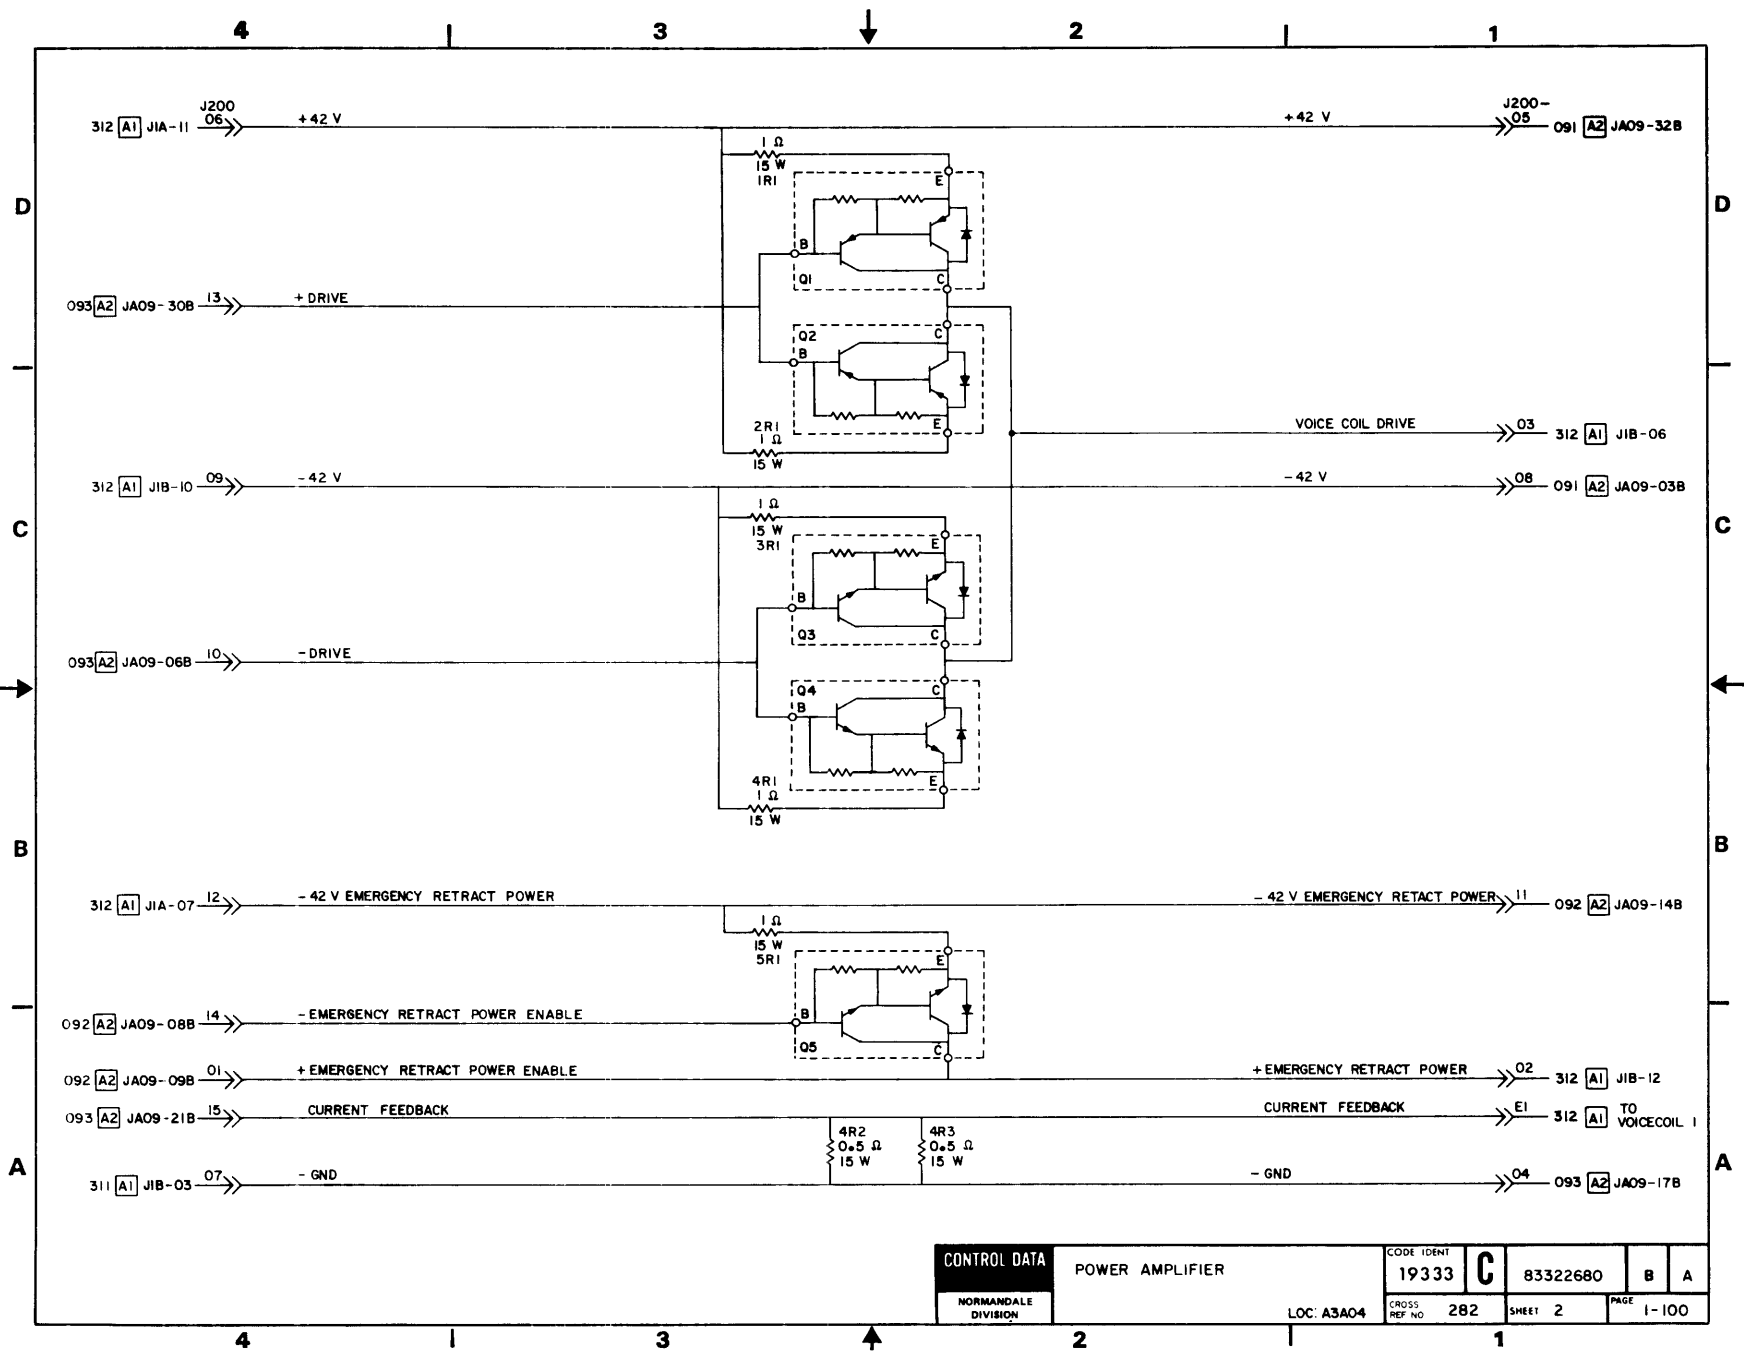 4 3 2 1
J200 J200-
312 A1 J1A-11 06 +42 V +42 V 05 091 A2 JA09-32B
1 Ω
15 W
1R1
E
D D
B
Q1 C
093 A2 JA09-30B 13 + DRIVE
Q2 C
B
E
2R1
1 Ω
15 W
VOICE COIL DRIVE 03 312 A1 J1B-06
312 A1 J1B-10 09 -42 V -42 V 08 091 A2 JA09-03B
1 Ω
15 W
3R1
E
C C
B
Q3 C
093 A2 JA09-06B 10 -DRIVE
Q4 C
B
E
4R1
1 Ω
15 W
B B
312 A1 J1A-07 12 -42 V EMERGENCY RETRACT POWER -42 V EMERGENCY RETACT POWER 11 092 A2 JA09-14B
1 Ω
15 W
5R1
E
B
Q5 C
092 A2 JA09-08B 14 -EMERGENCY RETRACT POWER ENABLE
092 A2 JA09-09B 01 +EMERGENCY RETRACT POWER ENABLE +EMERGENCY RETRACT POWER 02 312 A1 J1B-12
093 A2 JA09-21B 15 CURRENT FEEDBACK CURRENT FEEDBACK E1 312 A1 TO
VOICECOIL 1
4R2 4R3
0.5 Ω 0.5 Ω
15 W 15 W
A A
311 A1 J1B-03 07 -GND -GND 04 093 A2 JA09-17B
CONTROL DATA
NORMANDALE
DIVISION
POWER AMPLIFIER
LOC: A3A04
CODE IDENT
19333
C
83322680
B
A
CROSS
REF NO 282
SHEET 2
PAGE 1-100
4 3 2 1